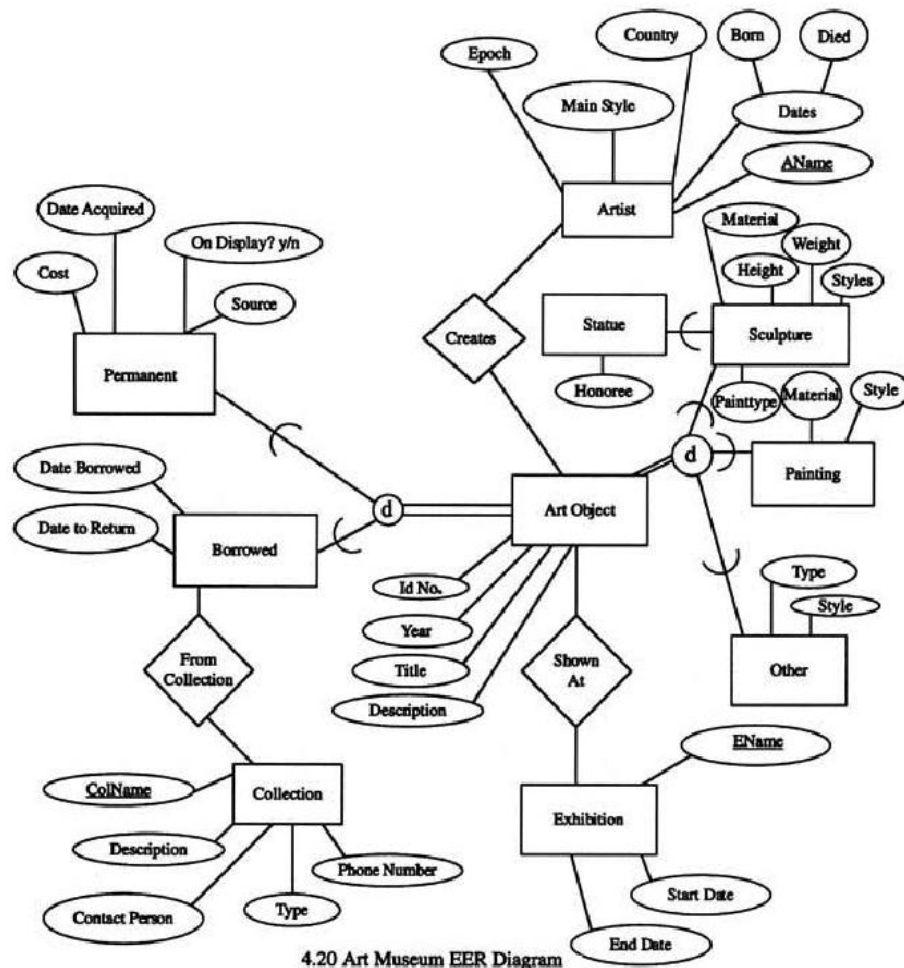 Country
Born
Died
Epoch
Main Style
Dates
AName
Artist
Date Acquired
On Display? y/n
Cost
Source
Permanent
Material
Weight
Height
Styles
Statue
Sculpture
Creates
Honoree
Painttype
Material
Style
Date Borrowed
d
Painting
Date to Return
d
Art Object
Borrowed
Id No.
Type
Style
Year
From
Collection
Shown
At
Title
Other
Description
EName
ColName
Collection
Exhibition
Description
Phone Number
Start Date
Contact Person
Type
End Date
4.20 Art Museum EER Diagram